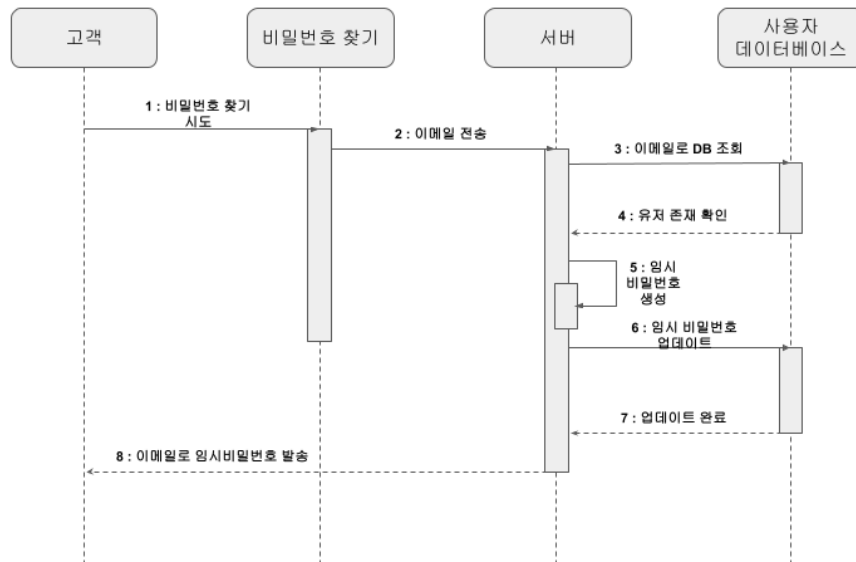 고객
비밀번호 찾기
서버
사용자
데이터베이스
1 : 비밀번호 찾기
시도
2 : 이메일 전송
3 : 이메일로 DB 조회
4 : 유저 존재 확인
5 : 임시
비밀번호
생성
6 : 임시 비밀번호
업데이트
7 : 업데이트 완료
8 : 이메일로 임시비밀번호 발송